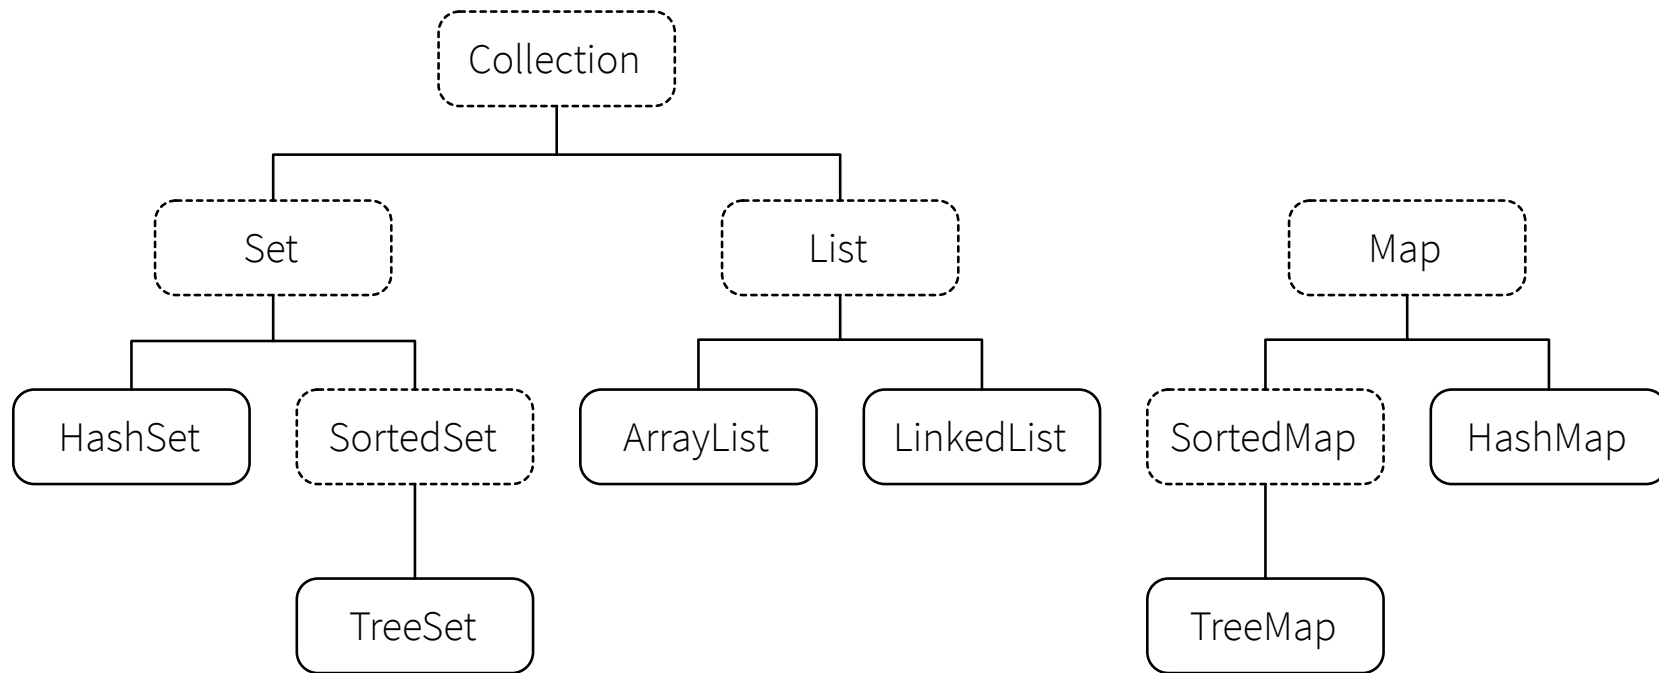 Collection
Set
List
Map
HashSet
SortedSet
ArrayList
LinkedList
SortedMap
HashMap
TreeSet
TreeMap